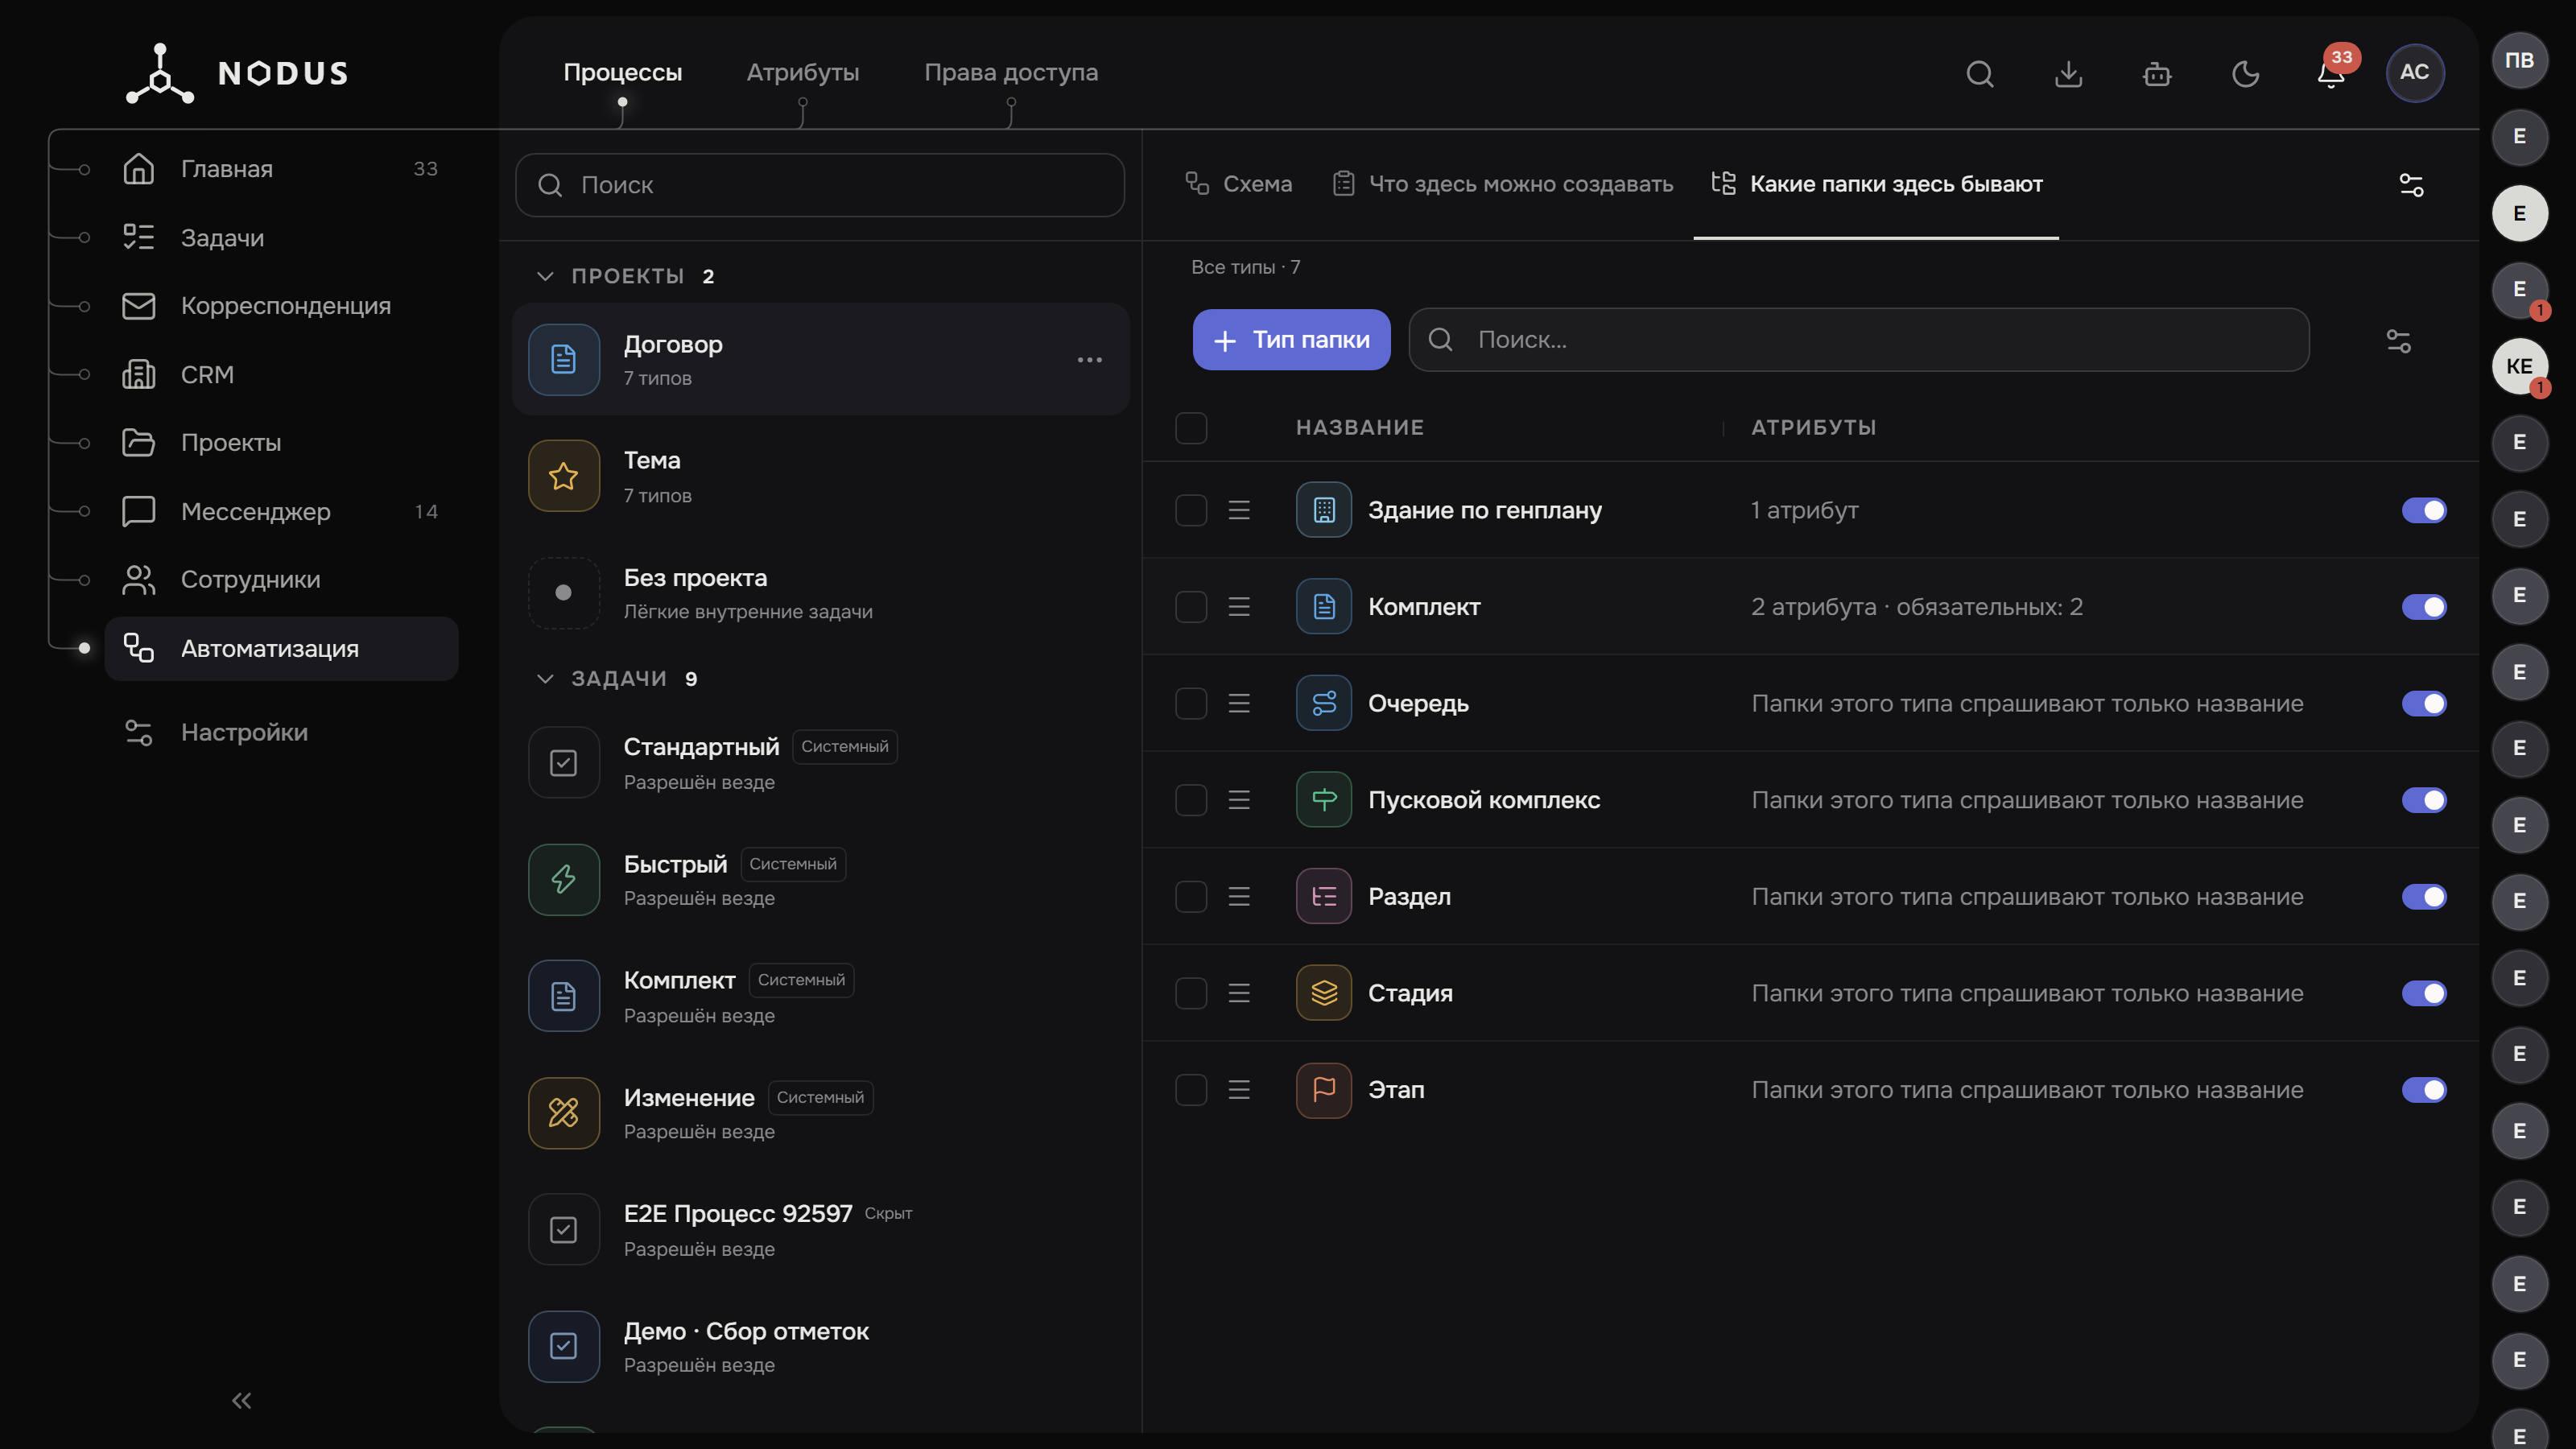 NODUS
Процессы
Атрибуты
Права доступа
33
АС
Главная
33
Задачи
Корреспонденция
CRM
Проекты
Мессенджер
14
Сотрудники
Автоматизация
Настройки
Поиск
ПРОЕКТЫ 2
Договор
7 типов
Тема
7 типов
Без проекта
Лёгкие внутренние задачи
ЗАДАЧИ 9
Стандартный Системный
Разрешён везде
Быстрый Системный
Разрешён везде
Комплект Системный
Разрешён везде
Изменение Системный
Разрешён везде
E2E Процесс 92597 Скрыт
Разрешён везде
Демо · Сбор отметок
Разрешён везде
Схема
Что здесь можно создавать
Какие папки здесь бывают
Все типы · 7
Тип папки
Поиск...
НАЗВАНИЕ
АТРИБУТЫ
Здание по генплану
1 атрибут
Комплект
2 атрибута · обязательных: 2
Очередь
Папки этого типа спрашивают только название
Пусковой комплекс
Папки этого типа спрашивают только название
Раздел
Папки этого типа спрашивают только название
Стадия
Папки этого типа спрашивают только название
Этап
Папки этого типа спрашивают только название
ПВ
E
E
E
1
KE
1
E
E
E
E
E
E
E
E
E
E
E
E
E
E